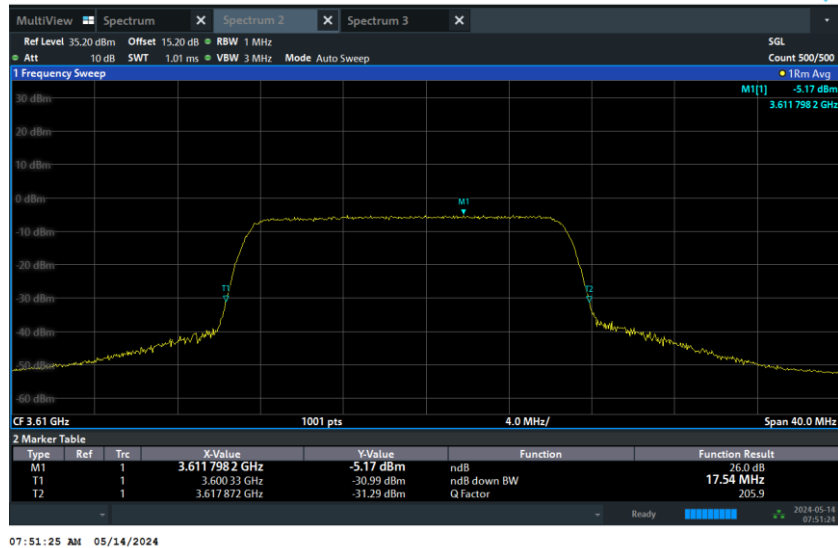 MultiView Spectrum X Spectrum 2 X Spectrum 3 X
Ref Level 35.20 dBm Offset 15.20 dB RBW 1 MHz SGL
Att 10 dB SWT 1.01 ms VBW 3 MHz Mode Auto Sweep Count 500/500
1 Frequency Sweep 1Rm Avg
M1[1] -5.17 dBm
3.611 798 2 GHz
30 dBm
20 dBm
10 dBm
0 dBm
M1
-10 dBm
-20 dBm
T1 T2
-30 dBm
-40 dBm
-50 dBm
-60 dBm
CF 3.61 GHz 1001 pts 4.0 MHz/ Span 40.0 MHz
2 Marker Table
Type Ref Trc X-Value Y-Value Function Function Result
M1 1 3.611 798 2 GHz -5.17 dBm ndB 26.0 dB
T1 1 3.600 33 GHz -30.99 dBm ndB down BW 17.54 MHz
T2 1 3.617 872 GHz -31.29 dBm Q Factor 205.9
Ready 2024-05-14
07:51:24
07:51:25 AM 05/14/2024